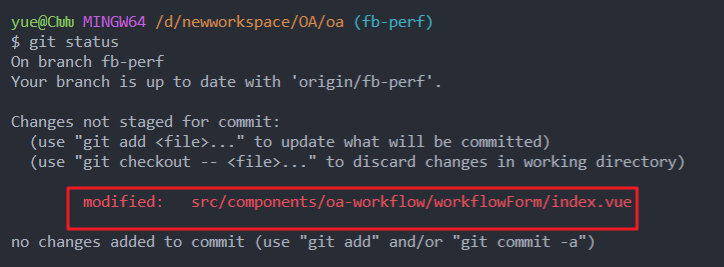 yue@Clulu MINGW64 /d/newworkspace/OA/oa (fb-perf)
$ git status
On branch fb-perf
Your branch is up to date with 'origin/fb-perf'.
Changes not staged for commit:
(use "git add <file>..." to update what will be committed)
(use "git checkout -- <file>..." to discard changes in working directory)
modified: src/components/oa-workflow/workflowForm/index.vue
no changes added to commit (use "git add" and/or "git commit -a")